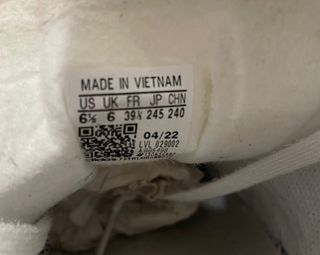 MADE IN VIETNAM
US UK FR JP CHN
6½ 6 39⅓ 245 240
04/22
LVL 029002